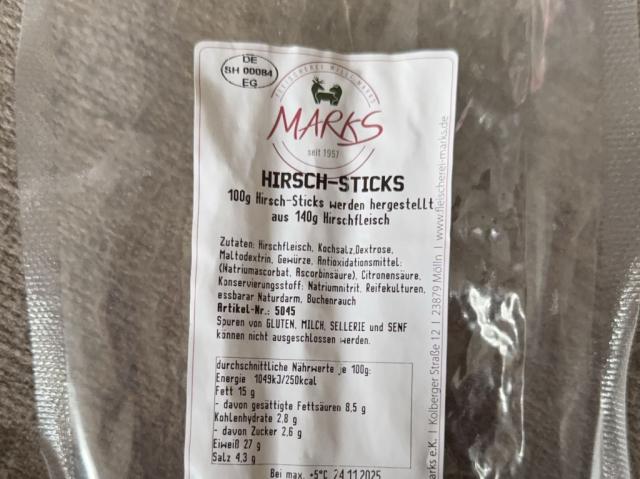 DE
SH 00084
EG
FLEISCHEREI
MARKS
seit 1957
HIRSCH-STICKS
100g Hirsch-Sticks werden hergestellt
aus 140g Hirschfleisch
Zutaten: Hirschfleisch, Kochsalz,Dextrose,
Maltodextrin, Gewürze, Antioxidationsmittel:
(Natriumascorbat, Ascorbinsäure), Citronensäure,
Konservierungsstoff: Natriumnitrit, Reifekulturen,
essbarar Naturdarm, Buchenrauch
Artikel-Nr.: 5045
Spuren von GLUTEN, MILCH, SELLERIE und SENF
können nicht ausgeschlossen werden.
durchschnittliche Nährwerte je 100g:
Energie 1049kJ/250kcal
Fett 15 g
- davon gesättigte Fettsäuren 8,5 g
Kohlenhydrate 2,8 g
- davon Zucker 2,6 g
Eiweiß 27 g
Salz 4,3 g
Bei max. +5°C 24.11.2025
arks e.K. | Kolberger Straße 12 | 23879 Mölln | www.fleischerei-marks.de